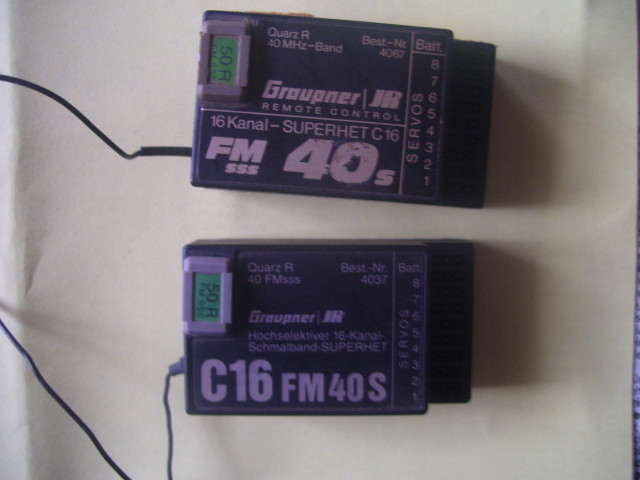 50 R
Quarz R
40 MHz-Band
Best.-Nr.
4067
Batt.
Graupner | JR
REMOTE CONTROL
16 Kanal - SUPERHET C16
FM sss 40s
SERVOS
8
7
6
5
4
3
2
1
50 R
FM sss
Quarz R
40 FMsss
Best.-Nr.
4037
Batt.
Graupner | JR
Hochselektiver 16-Kanal-
Schmalband-SUPERHET
C16 FM40S
SERVOS
8
7
6
5
4
3
2
1